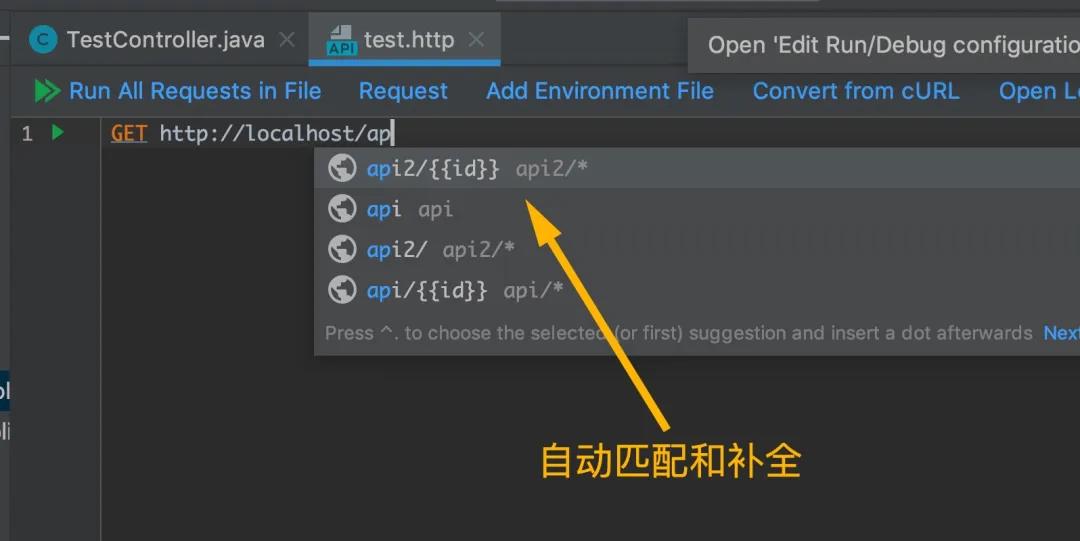 TestController.java test.http
Open 'Edit Run/Debug configuratio
Run All Requests in File Request Add Environment File Convert from cURL Open L
1 GET http://localhost/ap
api2/{{id}} api2/*
api api
api2/ api2/*
api/{{id}} api/*
Press ^. to choose the selected (or first) suggestion and insert a dot afterwards Next
自动匹配和补全